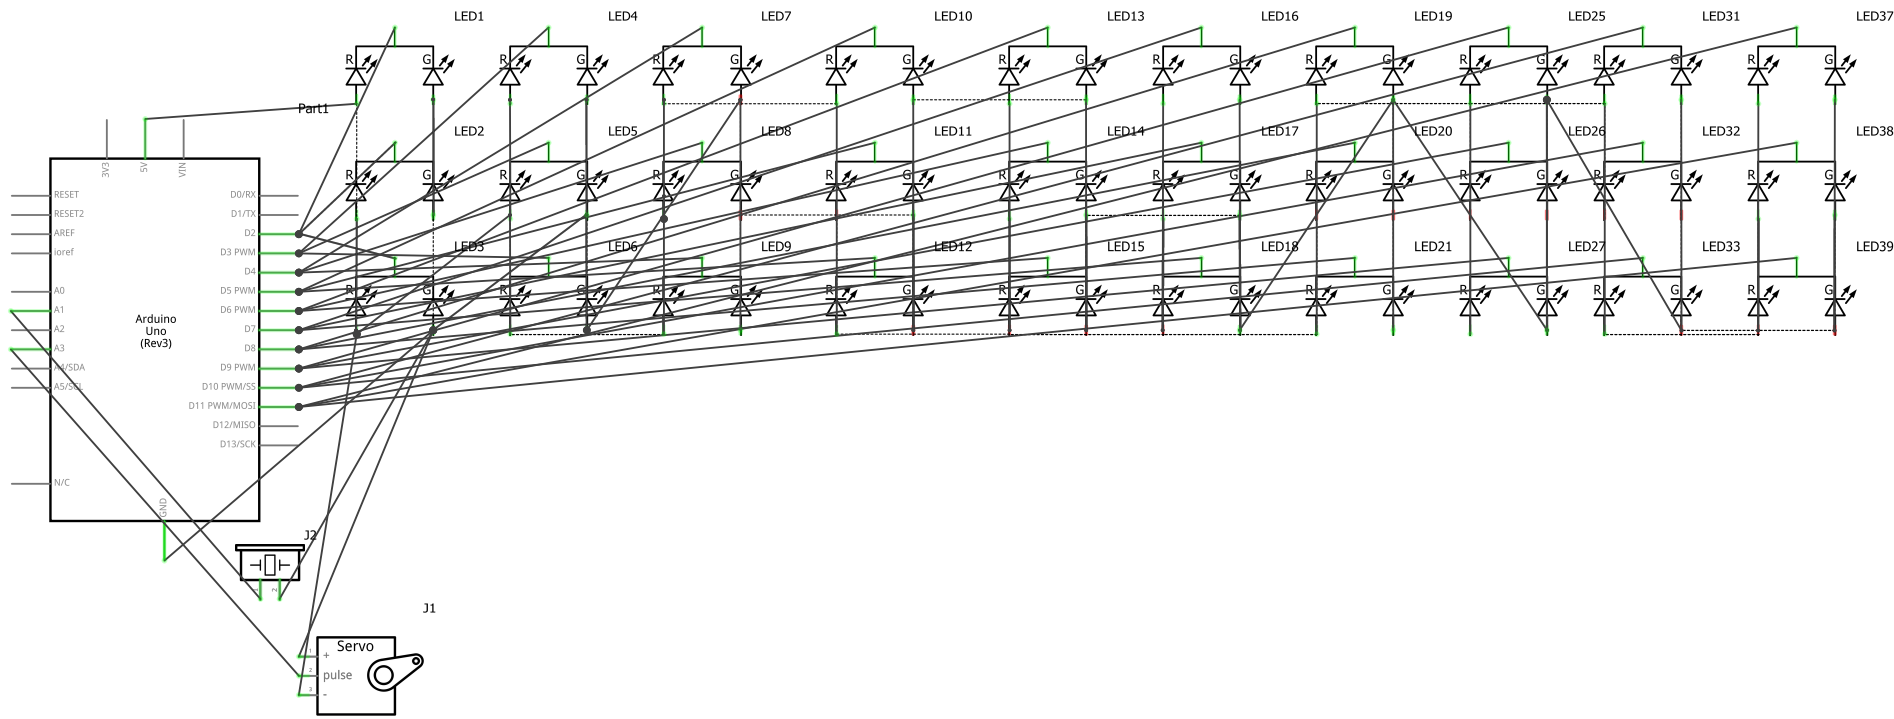 LED1 LED4 LED7 LED10 LED13 LED16 LED19 LED25 LED31 LED37
R G R G R G R G R G R G R G R G R G R G
Part1
LED2 LED5 LED8 LED11 LED14 LED17 LED20 LED26 LED32 LED38
3V3 5V VIN
R G R G R G R G R G R G R G R G R G R G
RESET D0/RX
RESET2 D1/TX
AREF D2
LED3 LED6 LED9 LED12 LED15 LED18 LED21 LED27 LED33 LED39
ioref D3 PWM
D4
R G R G R G R G R G R G R G R G R G R G
A0 D5 PWM
A1 D6 PWM
Arduino
Uno
(Rev3)
A2 D7
A3 D8
A4/SDA D9 PWM
A5/SCL D10 PWM/SS
D11 PWM/MOSI
D12/MISO
D13/SCK
N/C
GND
J2
2
J1
Servo
1 +
2 pulse
3 -